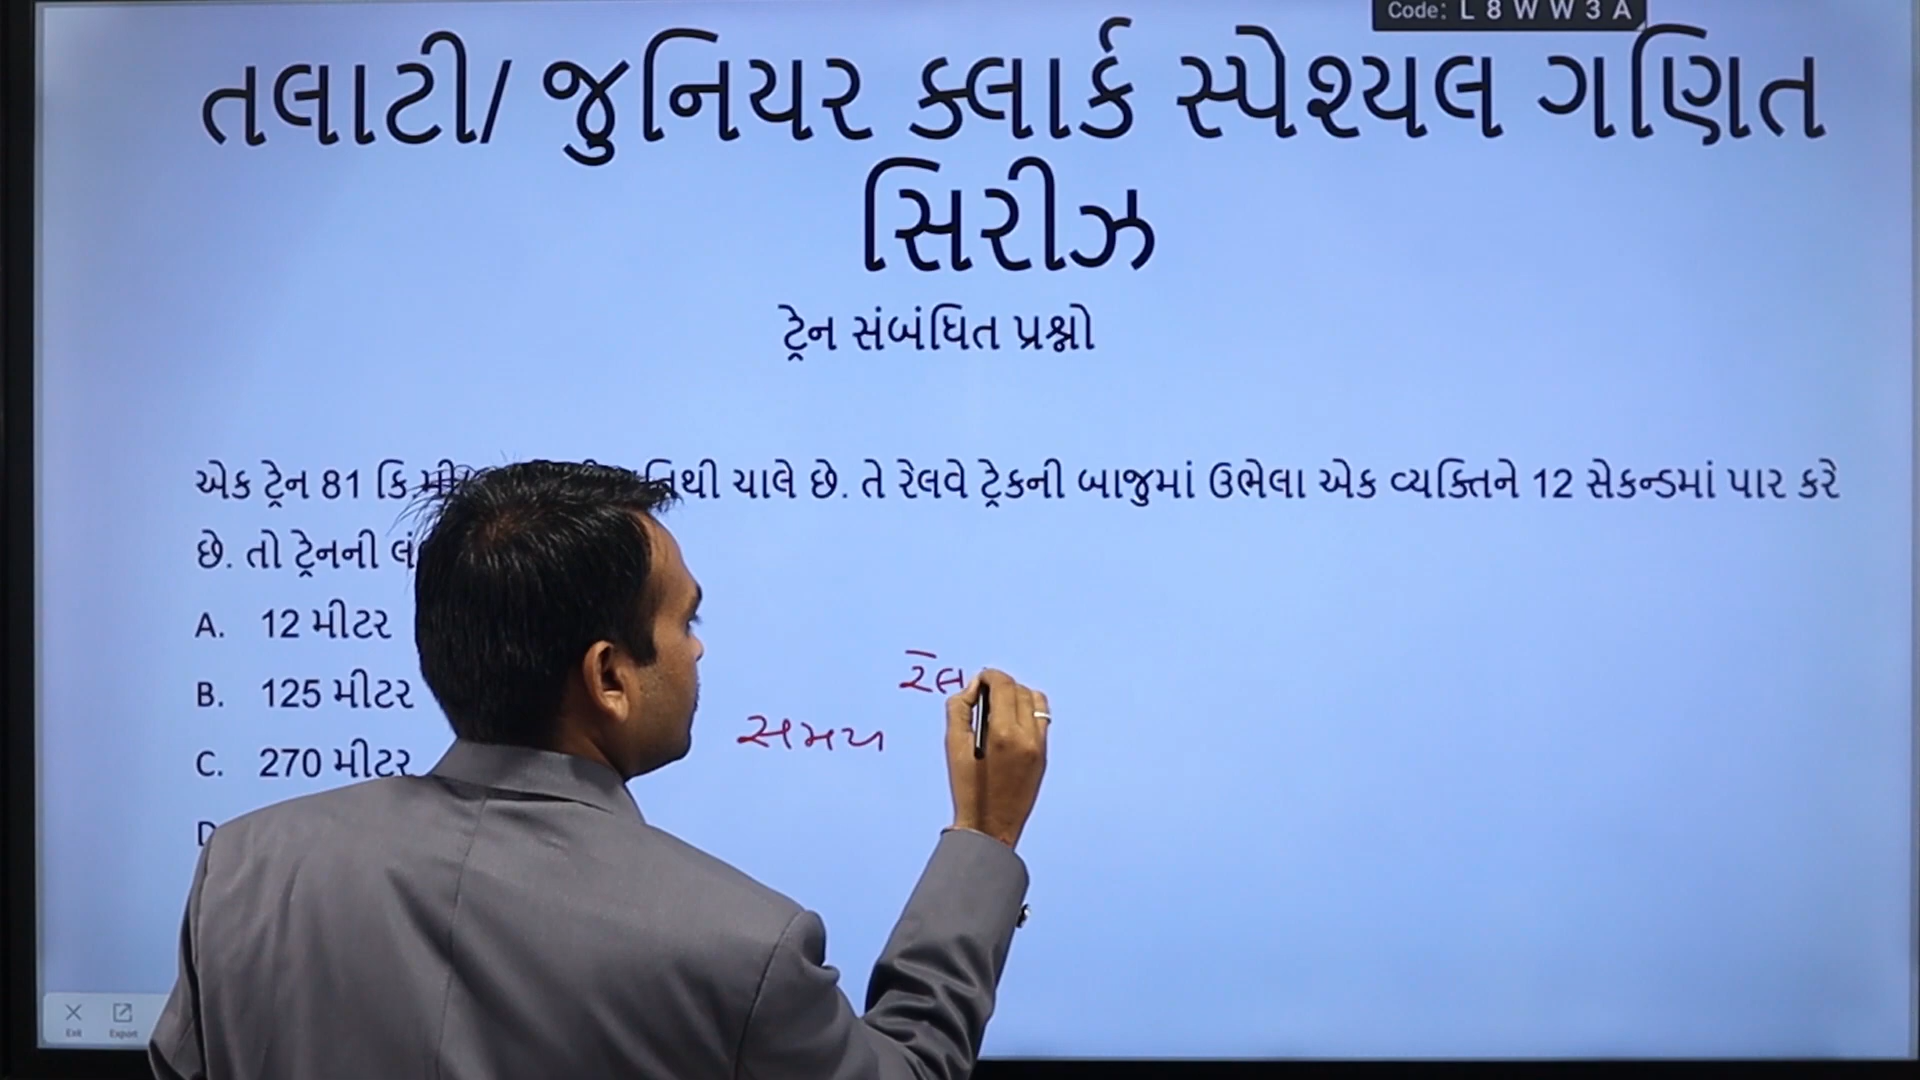 Code: L 8 W W 3 A
તલાટી/ જુનિયર ક્લાર્ક સ્પેશ્યલ ગણિત
સિરીઝ
ટ્રેન સંબંધિત પ્રશ્નો
એક ટ્રેન 81 ચાલે છે. તે રેલવે ટ્રેકની બાજુમાં ઉભેલા એક વ્યક્તિને 12 સેકન્ડમાં પાર કરે
છે. તો ટ્રેનની
A. 12 મીટર
રેલ
B. 125 મીટર
સમય
C. 270 મીટર
Exit Export